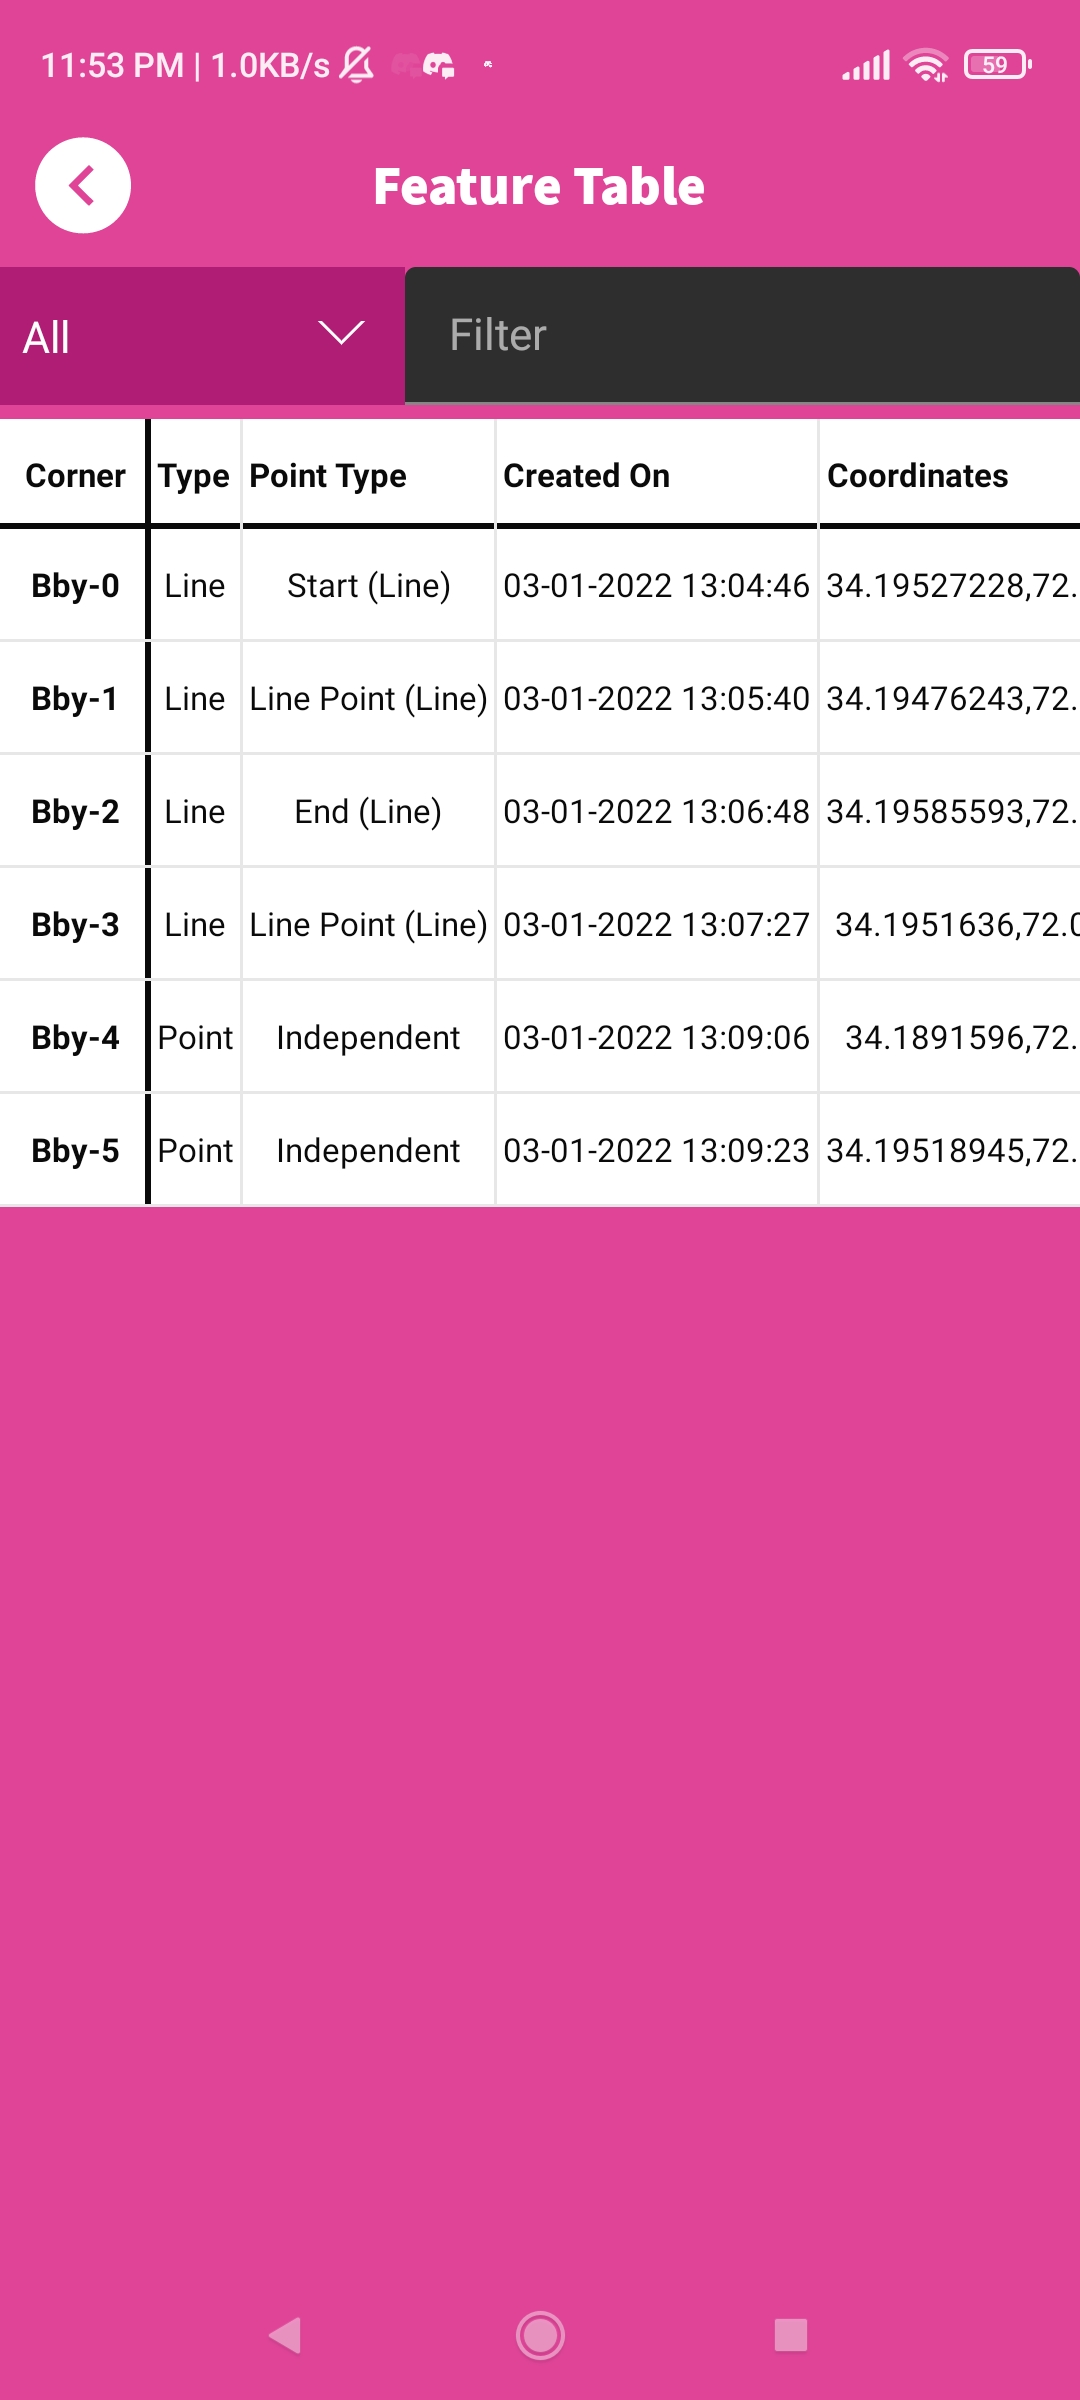 11:53 PM | 1.0KB/s 59
Feature Table
All Filter
Corner Type Point Type Created On Coordinates
Bby-0 Line Start (Line) 03-01-2022 13:04:46 34.19527228,72.
Bby-1 Line Line Point (Line) 03-01-2022 13:05:40 34.19476243,72.
Bby-2 Line End (Line) 03-01-2022 13:06:48 34.19585593,72.
Bby-3 Line Line Point (Line) 03-01-2022 13:07:27 34.1951636,72.0
Bby-4 Point Independent 03-01-2022 13:09:06 34.1891596,72.
Bby-5 Point Independent 03-01-2022 13:09:23 34.19518945,72.